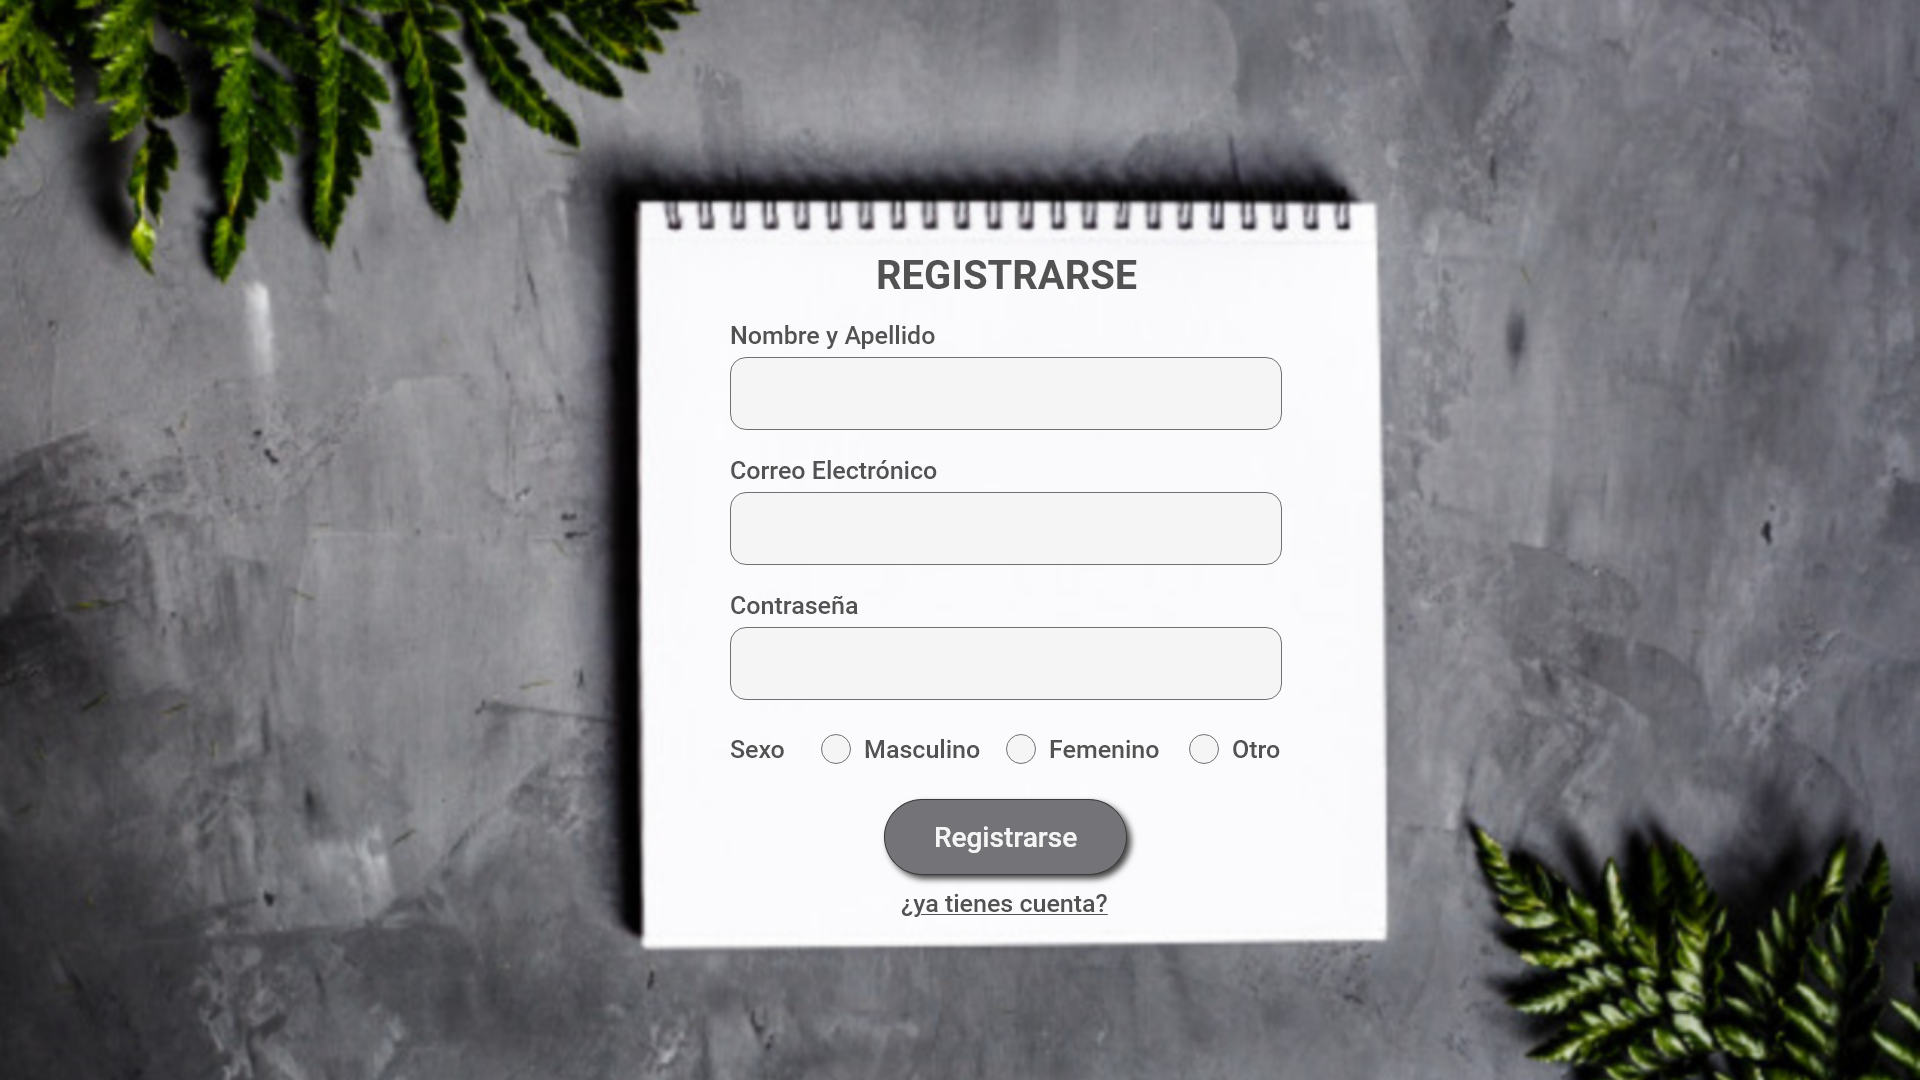 REGISTRARSE
Nombre y Apellido
Correo Electrónico
Contraseña
Sexo Masculino Femenino Otro
Registrarse
¿ya tienes cuenta?